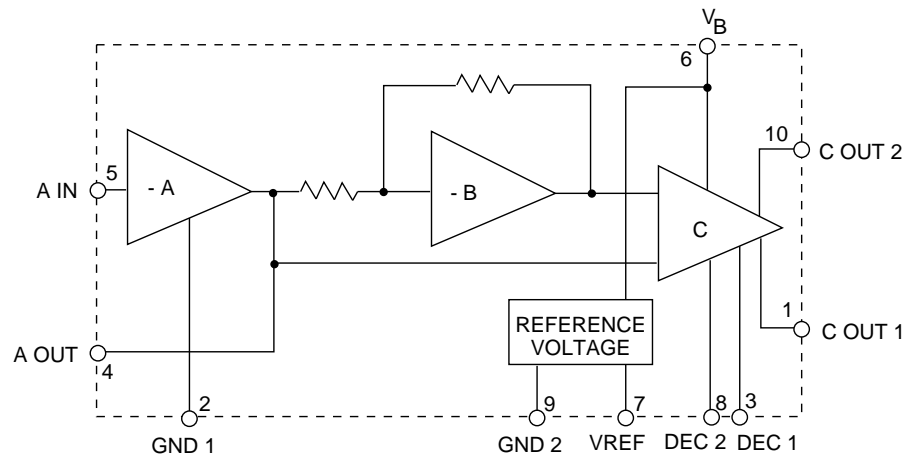 V
B
6
10
C OUT 2
5
A IN
- A
- B
C
REFERENCE
VOLTAGE
1
C OUT 1
A OUT
4
2
9
7
8
3
GND 1
GND 2
VREF
DEC 2
DEC 1